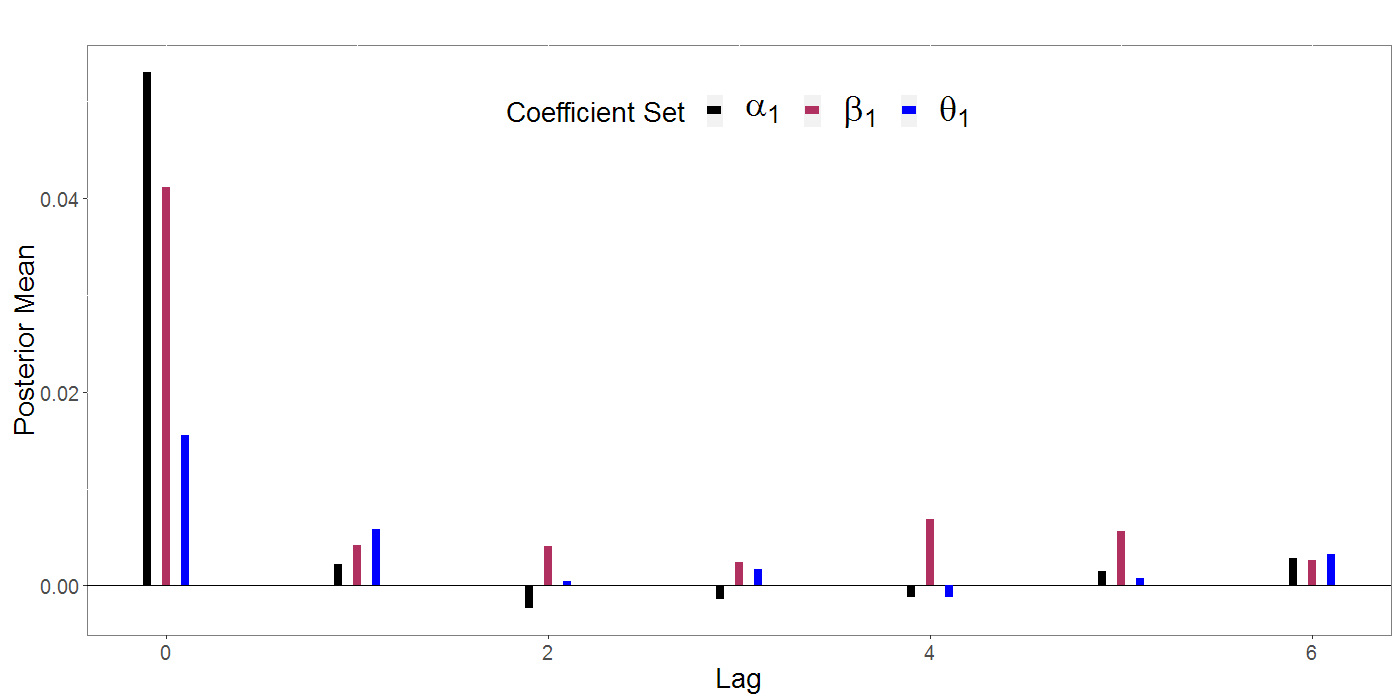 Coefficient Set α1 β1 θ1
Posterior Mean
0.04
0.02
0.00
0 2 4 6
Lag